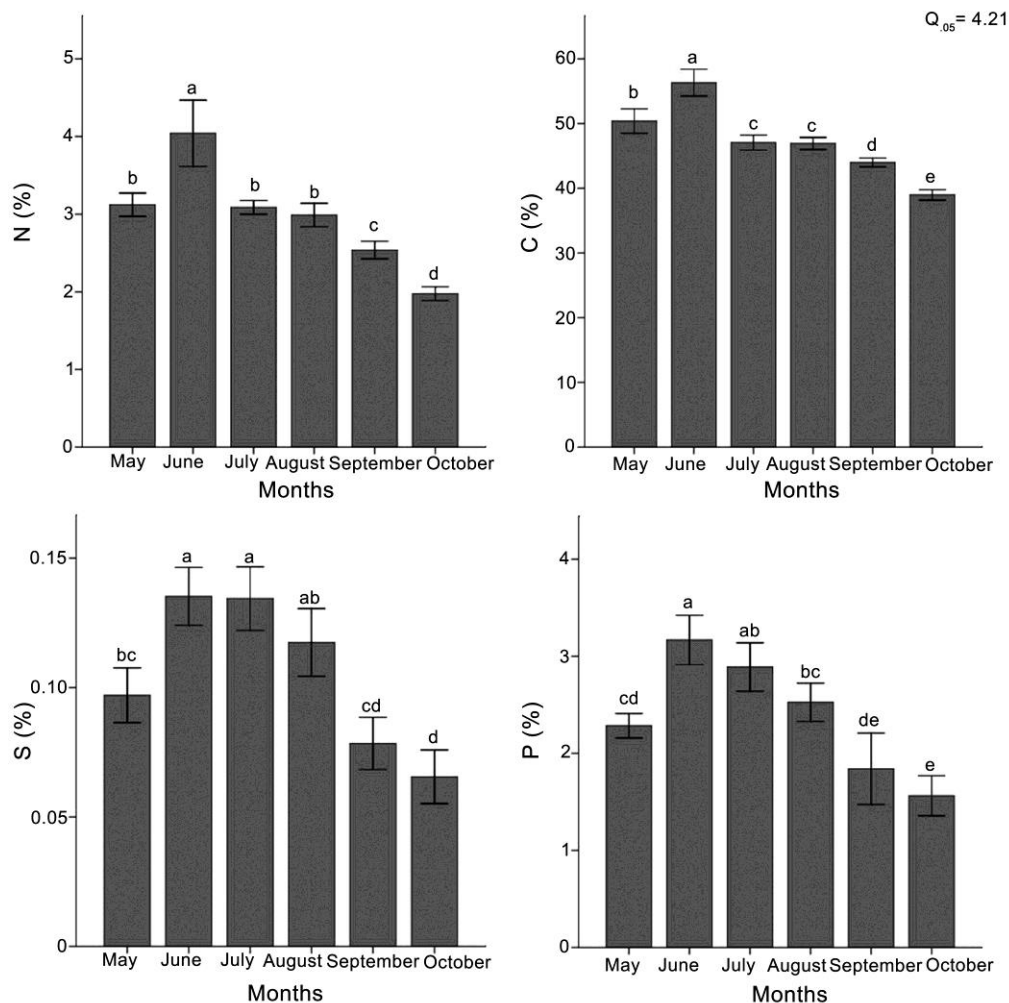 Q.05= 4.21
N (%)
5
4
3
2
1
0
b
a
b
b
c
d
May June July August September October
Months
C (%)
60
50
40
30
20
10
0
b
a
c
c
d
e
May June July August September October
Months
S (%)
0.15
0.10
0.05
0
bc
a
a
ab
cd
d
May June July August September October
Months
P (%)
4
3
2
1
0
cd
a
ab
bc
de
e
May June July August September October
Months